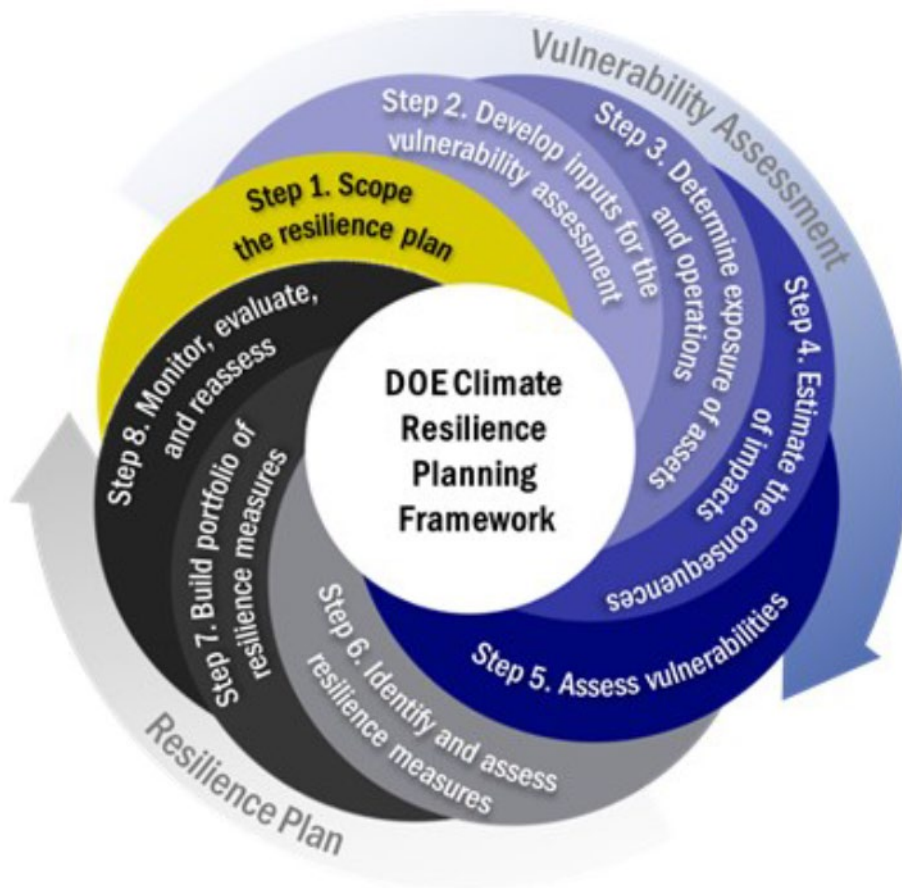 Vulnerability Assessment
Step 1. Scope
the resilience plan
Step 2. Develop inputs for the
vulnerability assessment
Step 3. Determine exposure of assets
and operations
Step 4. Estimate the consequences
of impacts
Step 5. Assess vulnerabilities
Step 6. Identify and assess
resilience measures
Step 7. Build portfolio of
resilience measures
Step 8. Monitor, evaluate,
and reassess
DOE Climate
Resilience
Planning
Framework
Resilience Plan